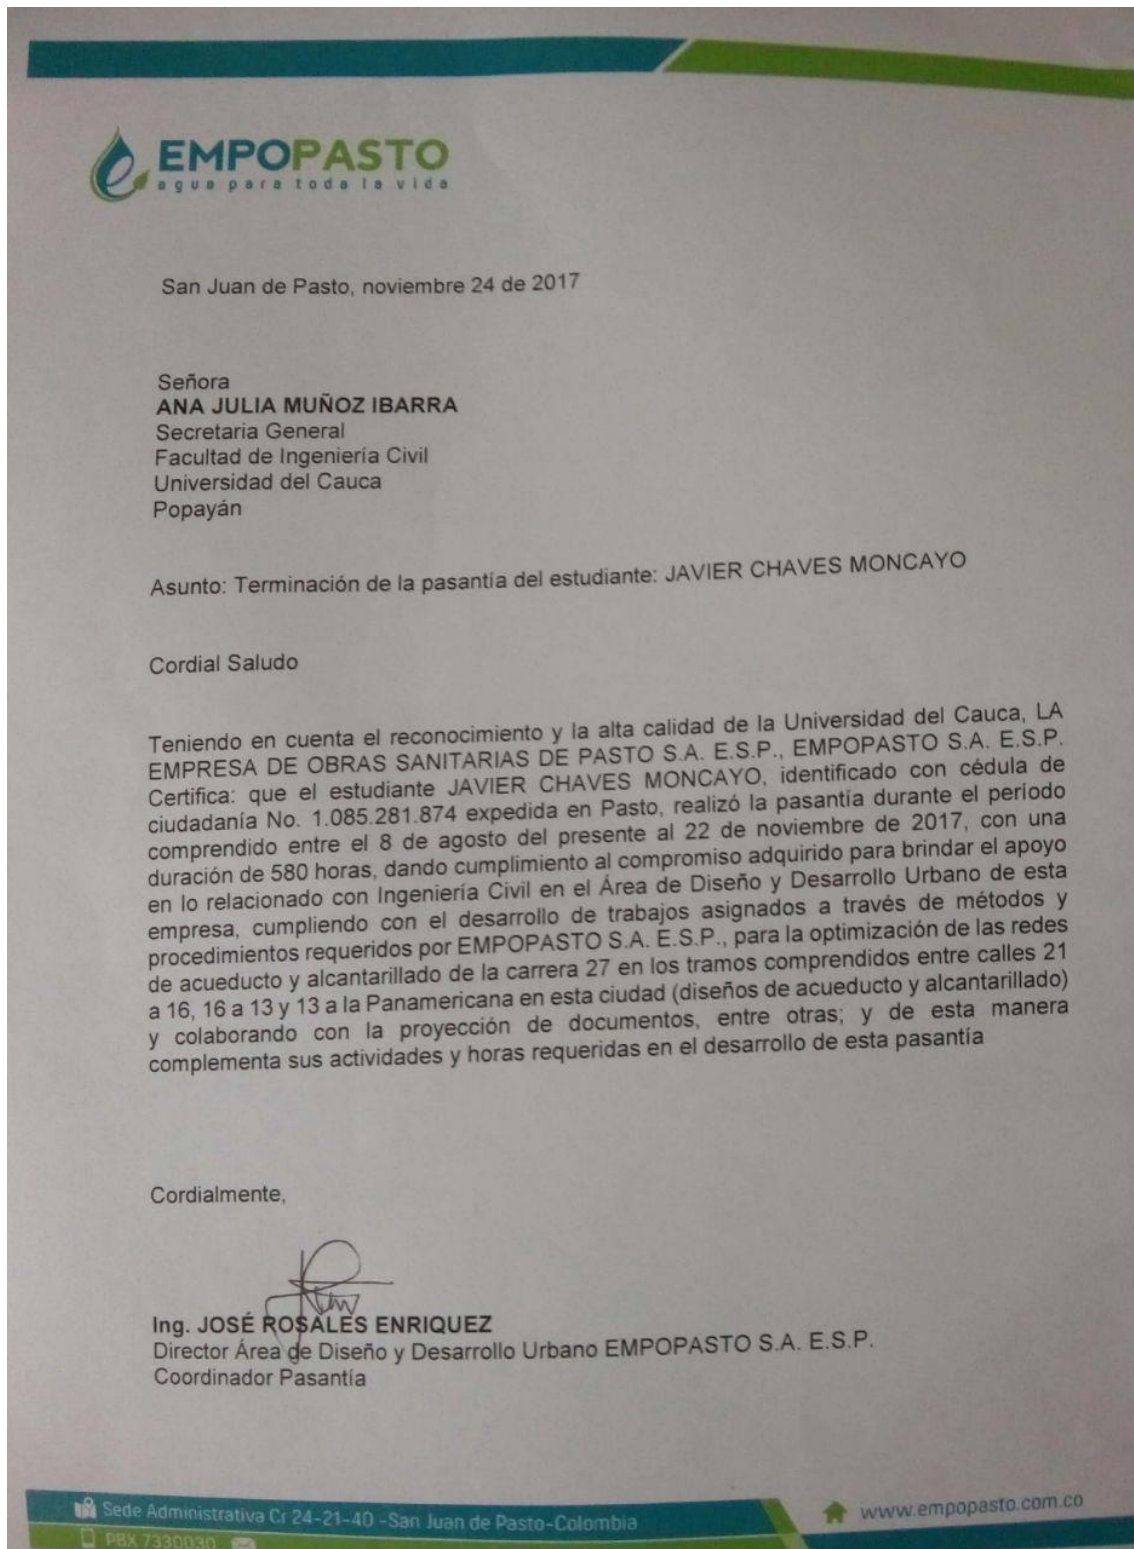 EMPOPASTO
agua para toda la vida
San Juan de Pasto, noviembre 24 de 2017
Señora
ANA JULIA MUÑOZ IBARRA
Secretaria General
Facultad de Ingeniería Civil
Universidad del Cauca
Popayán
Asunto: Terminación de la pasantía del estudiante: JAVIER CHAVES MONCAYO
Cordial Saludo
Teniendo en cuenta el reconocimiento y la alta calidad de la Universidad del Cauca, LA
EMPRESA DE OBRAS SANITARIAS DE PASTO S.A. E.S.P., EMPOPASTO S.A. E.S.P.
Certifica: que el estudiante JAVIER CHAVES MONCAYO, identificado con cédula de
ciudadanía No. 1.085.281.874 expedida en Pasto, realizó la pasantía durante el período
comprendido entre el 8 de agosto del presente al 22 de noviembre de 2017, con una
duración de 580 horas, dando cumplimiento al compromiso adquirido para brindar el apoyo
en lo relacionado con Ingeniería Civil en el Área de Diseño y Desarrollo Urbano de esta
empresa, cumpliendo con el desarrollo de trabajos asignados a través de métodos y
procedimientos requeridos por EMPOPASTO S.A. E.S.P., para la optimización de las redes
de acueducto y alcantarillado de la carrera 27 en los tramos comprendidos entre calles 21
a 16, 16 a 13 y 13 a la Panamericana en esta ciudad (diseños de acueducto y alcantarillado)
y colaborando con la proyección de documentos, entre otras; y de esta manera
complementa sus actividades y horas requeridas en el desarrollo de esta pasantía
Cordialmente,
Ing. JOSÉ ROSALES ENRIQUEZ
Director Área de Diseño y Desarrollo Urbano EMPOPASTO S.A. E.S.P.
Coordinador Pasantía
Sede Administrativa Cr 24-21-40 -San Juan de Pasto-Colombia
www.empopasto.com.co
PBX 7330030